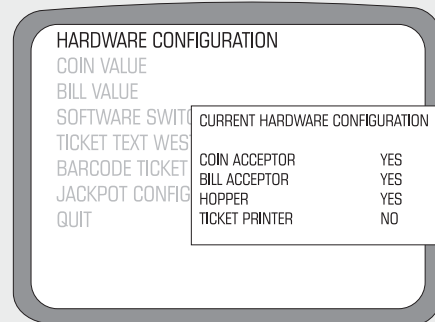 HARDWARE CONFIGURATION
COIN VALUE
BILL VALUE
SOFTWARE SWITC
TICKET TEXT WES
BARCODE TICKET
JACKPOT CONFIG
QUIT
CURRENT HARDWARE CONFIGURATION
COIN ACCEPTOR YES
BILL ACCEPTOR YES
HOPPER YES
TICKET PRINTER NO